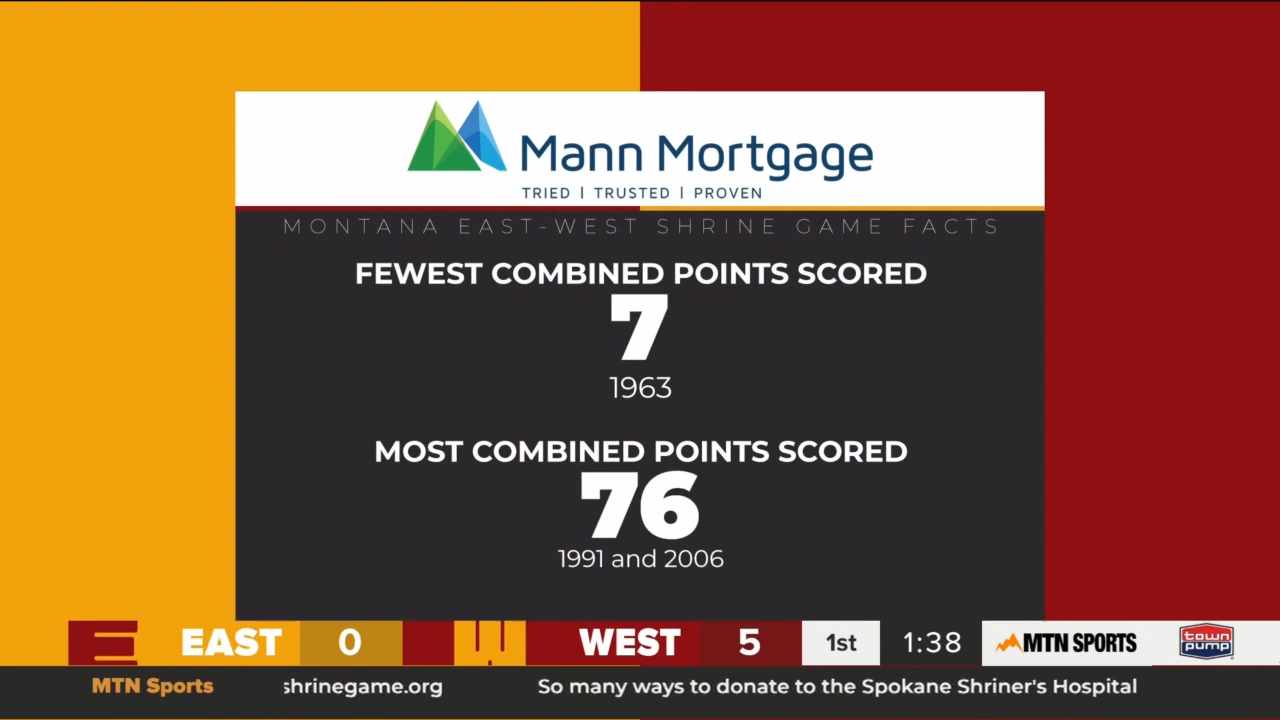 Mann Mortgage
TRIED | TRUSTED | PROVEN
MONTANA EAST-WEST SHRINE GAME FACTS
FEWEST COMBINED POINTS SCORED
7
1963
MOST COMBINED POINTS SCORED
76
1991 and 2006
E EAST 0 W WEST 5 1st 1:38 MTN SPORTS town pump
MTN Sports shrinegame.org So many ways to donate to the Spokane Shriner's Hospital